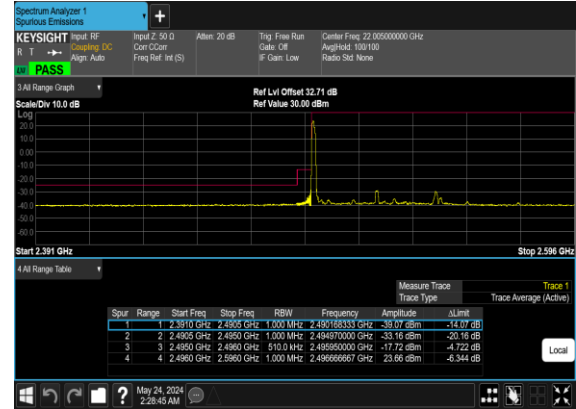 Spectrum Analyzer 1
Spurious Emissions
+
KEYSIGHT Input: RF Input Z: 50 Ω Atten: 20 dB Trig: Free Run Center Freq: 22.005000000 GHz
R T Coupling: DC Corr CCorr Gate: Off Avg|Hold: 100/100
Align: Auto Freq Ref: Int (S) IF Gain: Low Radio Std: None
PASS
3 All Range Graph
Ref Lvl Offset 32.71 dB
Scale/Div 10.0 dB Ref Value 30.00 dBm
Log
20.0
10.0
0.00
-10.0
-20.0
-30.0
-40.0
-50.0
-60.0
Start 2.391 GHz Stop 2.596 GHz
4 All Range Table
Measure Trace Trace 1
Trace Type Trace Average (Active)
Spur Range Start Freq Stop Freq RBW Frequency Amplitude ΔLimit
1 1 2.3910 GHz 2.4905 GHz 1.000 MHz 2.490168333 GHz -39.07 dBm -14.07 dB
2 2 2.4905 GHz 2.4950 GHz 1.000 MHz 2.494970000 GHz -33.16 dBm -20.16 dB
3 3 2.4950 GHz 2.4960 GHz 510.0 kHz 2.495950000 GHz -17.72 dBm -4.722 dB
4 4 2.4960 GHz 2.5960 GHz 1.000 MHz 2.496666667 GHz 23.66 dBm -6.344 dB
Local
?
May 24, 2024
2:28:45 AM